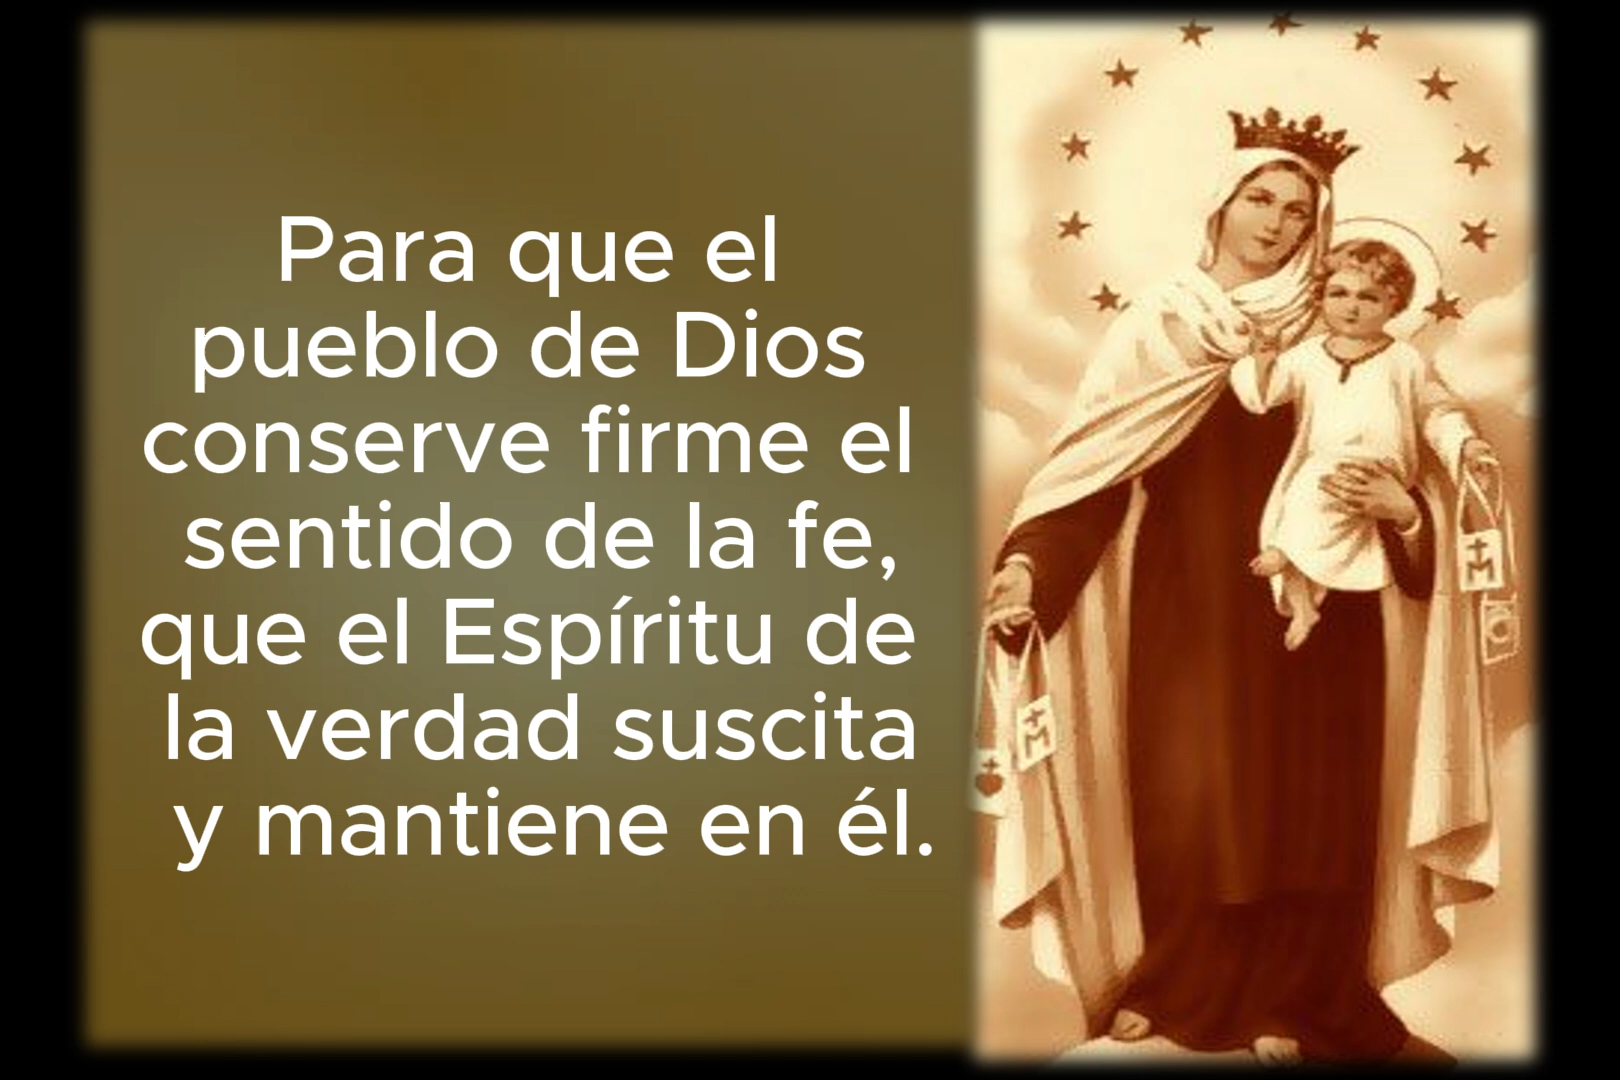 Para que el
pueblo de Dios
conserve firme el
sentido de la fe,
que el Espíritu de
la verdad suscita
y mantiene en él.
M
M